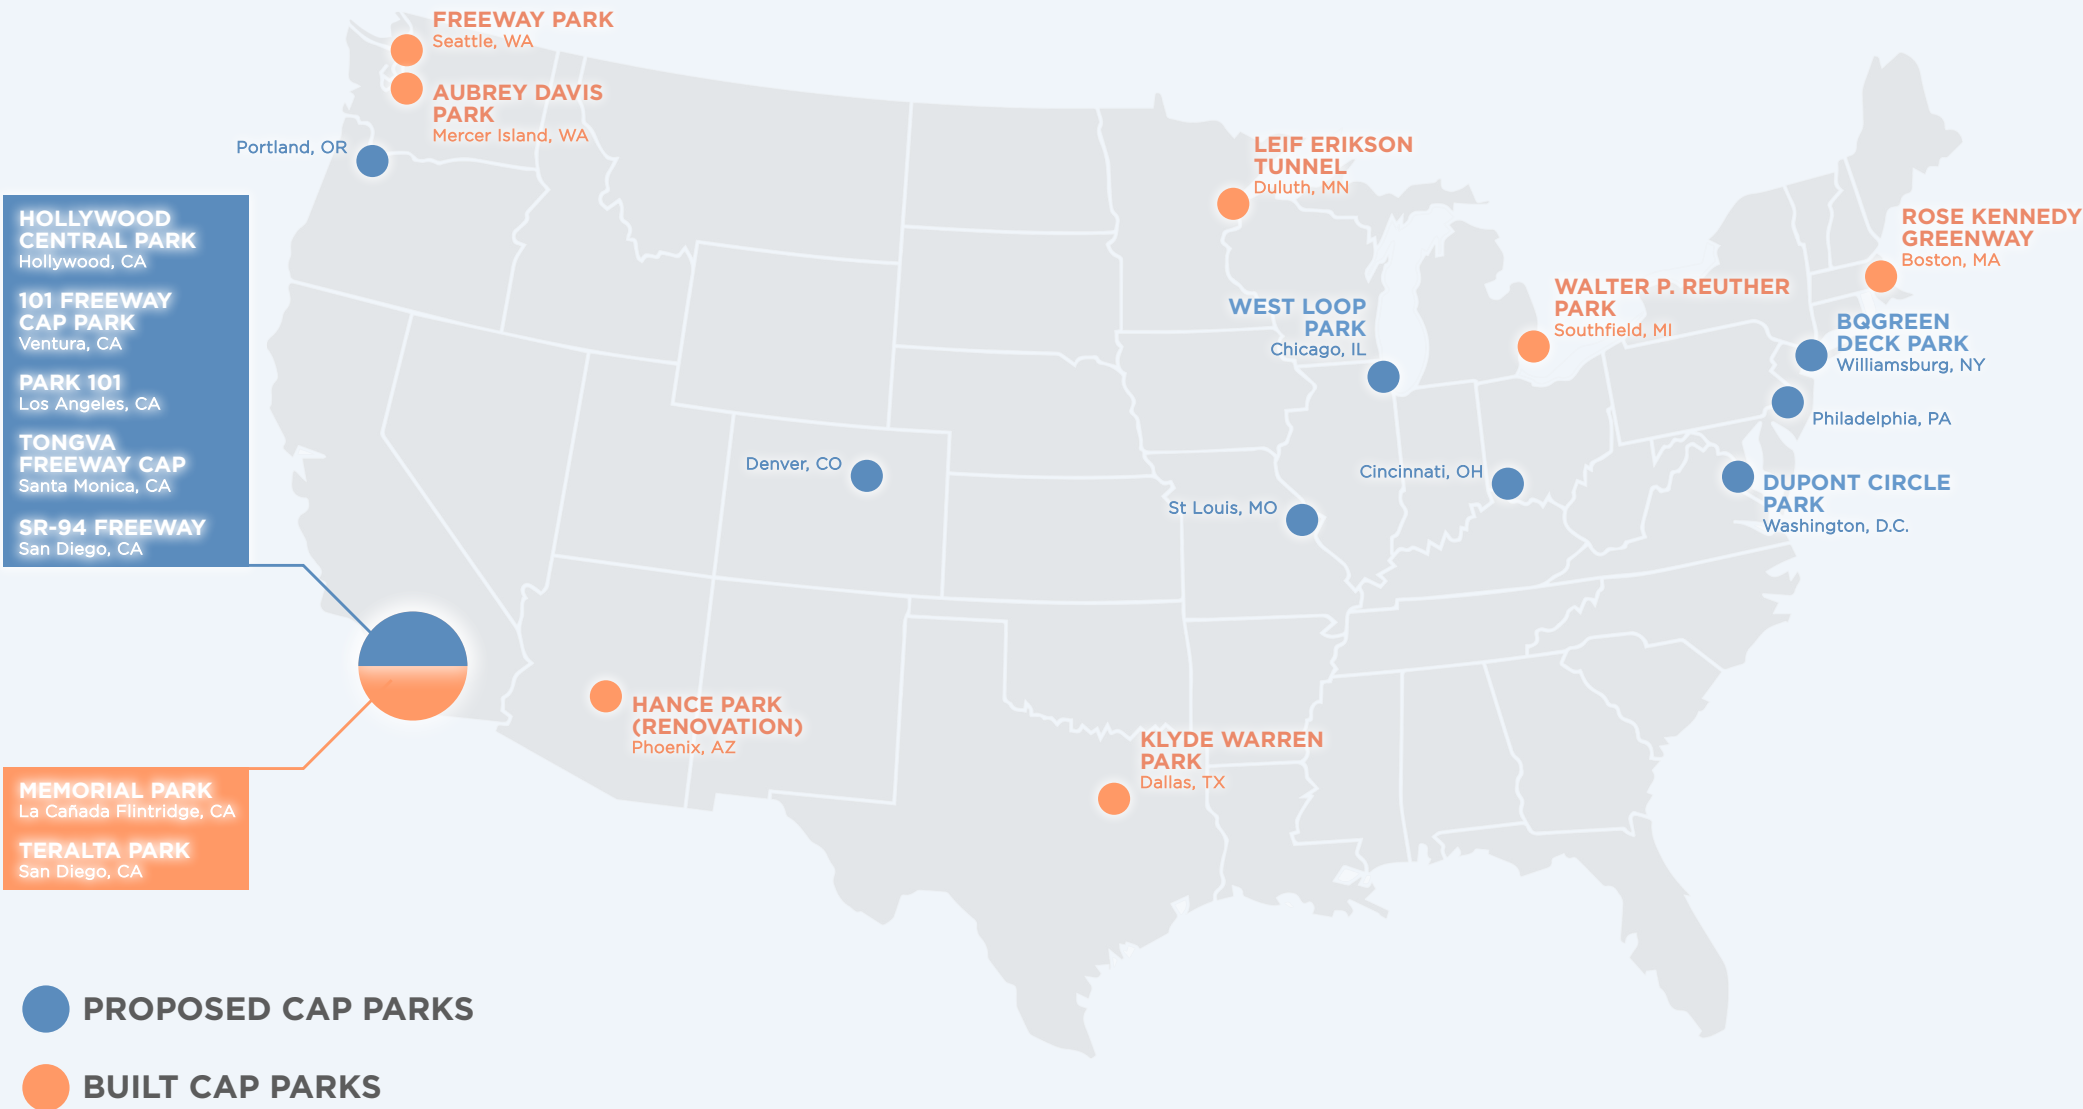 FREEWAY PARK
Seattle, WA
AUBREY DAVIS
PARK
Mercer Island, WA
Portland, OR
LEIF ERIKSON
TUNNEL
Duluth, MN
HOLLYWOOD
CENTRAL PARK
Hollywood, CA
101 FREEWAY
CAP PARK
Ventura, CA
PARK 101
Los Angeles, CA
TONGVA
FREEWAY CAP
Santa Monica, CA
SR-94 FREEWAY
San Diego, CA
ROSE KENNEDY
GREENWAY
Boston, MA
WALTER P. REUTHER
PARK
Southfield, MI
WEST LOOP
PARK
Chicago, IL
BQGREEN
DECK PARK
Williamsburg, NY
Philadelphia, PA
Denver, CO
Cincinnati, OH
St Louis, MO
DUPONT CIRCLE
PARK
Washington, D.C.
HANCE PARK
(RENOVATION)
Phoenix, AZ
KLYDE WARREN
PARK
Dallas, TX
MEMORIAL PARK
La Cañada Flintridge, CA
TERALTA PARK
San Diego, CA
PROPOSED CAP PARKS
BUILT CAP PARKS